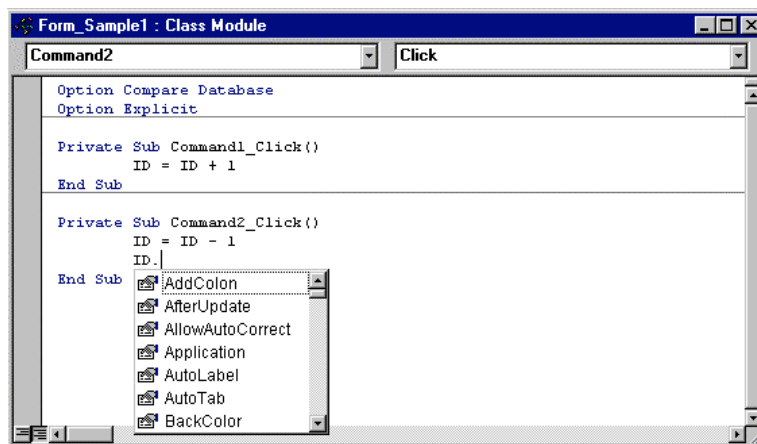 Form_Sample1 : Class Module
Command2
Click
Option Compare Database
Option Explicit
Private Sub Command1_Click()
ID = ID + 1
End Sub
Private Sub Command2_Click()
ID = ID - 1
ID.
End Sub
AddColon
AfterUpdate
AllowAutoCorrect
Application
AutoLabel
AutoTab
BackColor